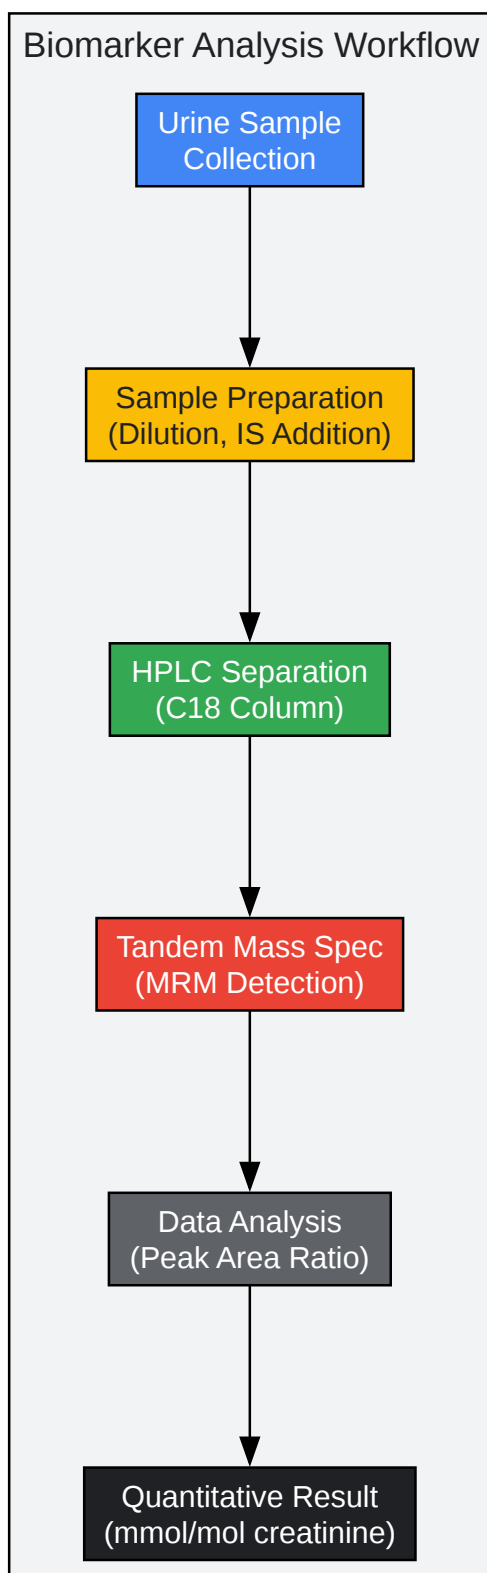 Biomarker Analysis Workflow
Urine Sample
Collection
Sample Preparation
(Dilution, IS Addition)
HPLC Separation
(C18 Column)
Tandem Mass Spec
(MRM Detection)
Data Analysis
(Peak Area Ratio)
Quantitative Result
(mmol/mol creatinine)